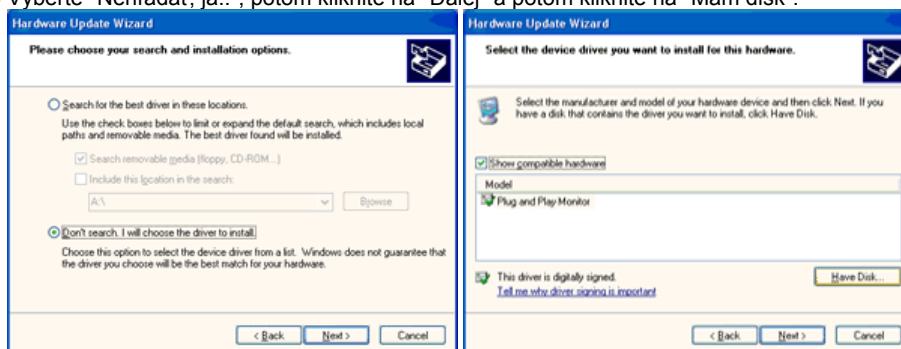 Vyberte "Nehľadať, ja..", potom kliknite na "Ďalej" a potom kliknite na "Mám disk".
Hardware Update Wizard
Please choose your search and installation options.
Search for the best driver in these locations.
Use the check boxes below to limit or expand the default search, which includes local
paths and removable media. The best driver found will be installed.
Search removable media (floppy, CD-ROM...)
Include this location in the search:
A:\
Browse
Don't search. I will choose the driver to install.
Choose this option to select the device driver from a list. Windows does not guarantee that
the driver you choose will be the best match for your hardware.
< Back Next > Cancel
Hardware Update Wizard
Select the device driver you want to install for this hardware.
Select the manufacturer and model of your hardware device and then click Next. If you
have a disk that contains the driver you want to install, click Have Disk.
Show compatible hardware
Model
Plug and Play Monitor
This driver is digitally signed.
Tell me why driver signing is important
Have Disk...
< Back Next > Cancel